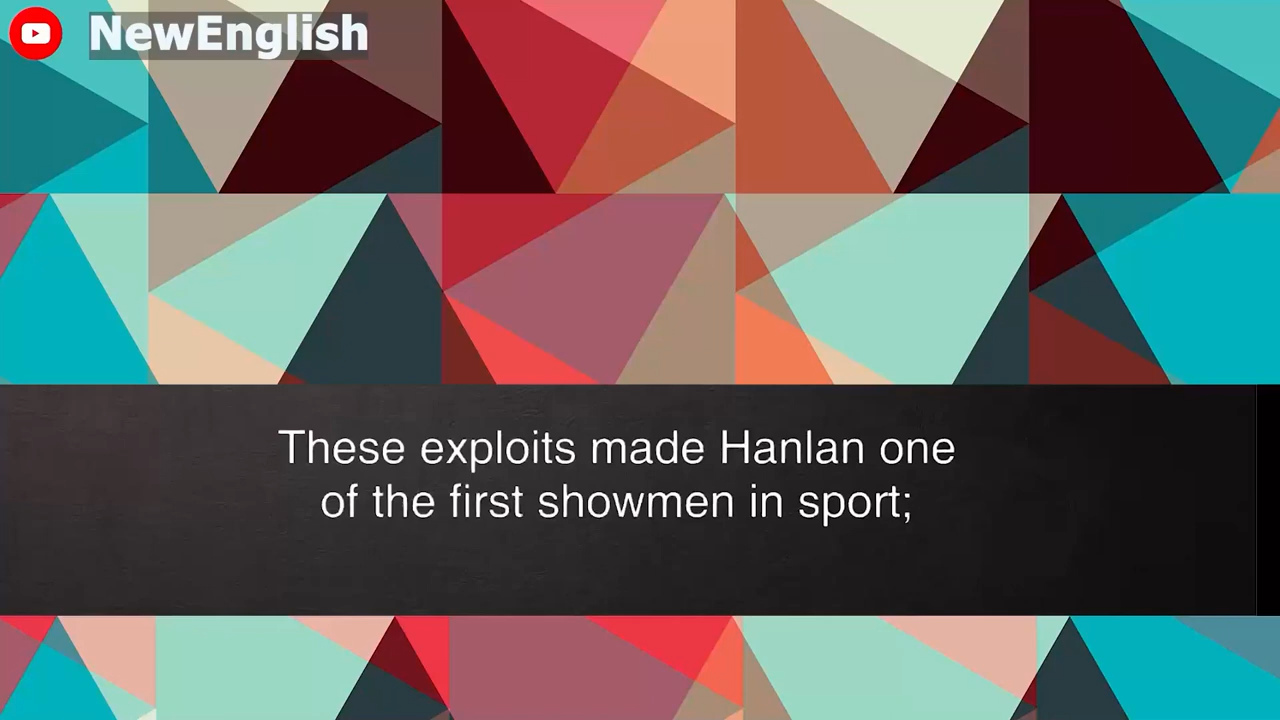 NewEnglish
These exploits made Hanlan one
of the first showmen in sport;